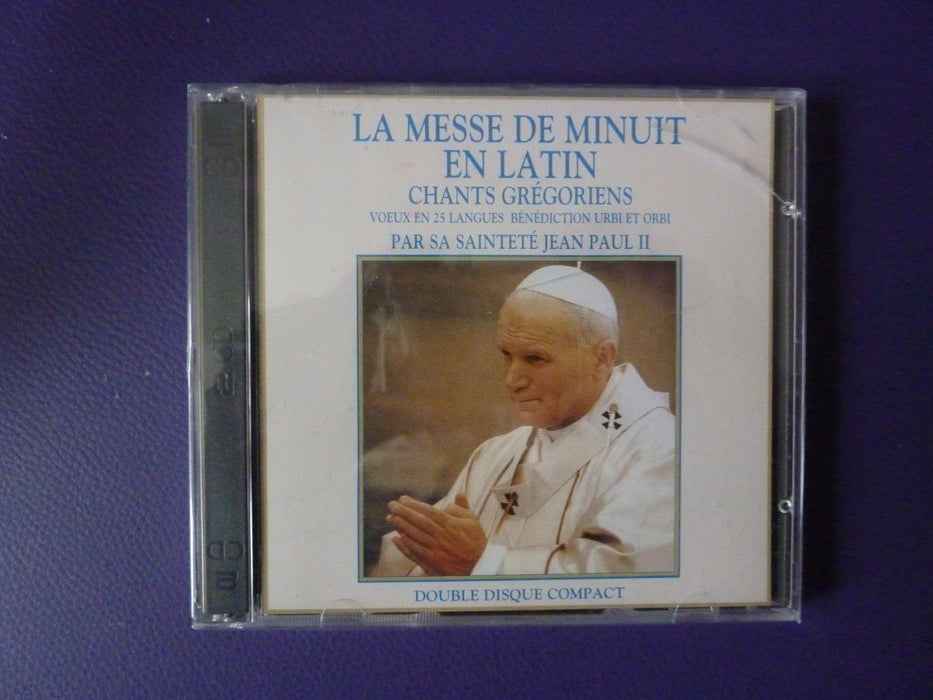 LA MESSE DE MINUIT
EN LATIN
CHANTS GRÉGORIENS
VOEUX EN 25 LANGUES BÉNÉDICTION URBI ET ORBI
PAR SA SAINTETÉ JEAN PAUL II
DOUBLE DISQUE COMPACT